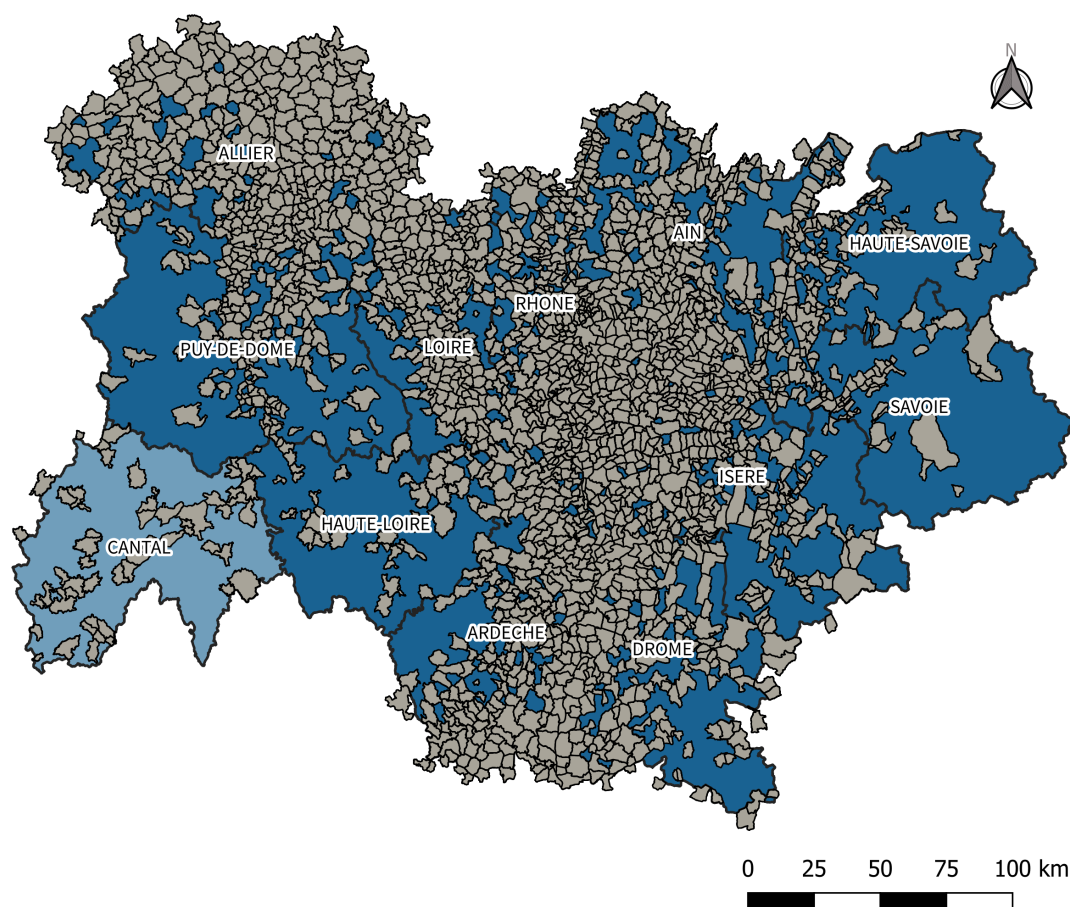 N
ALLIER
AIN
HAUTE-SAVOIE
RHONE
PUY-DE-DOME
LOIRE
SAVOIE
ISERE
HAUTE-LOIRE
CANTAL
ARDECHE
DROME
0 25 50 75 100 km